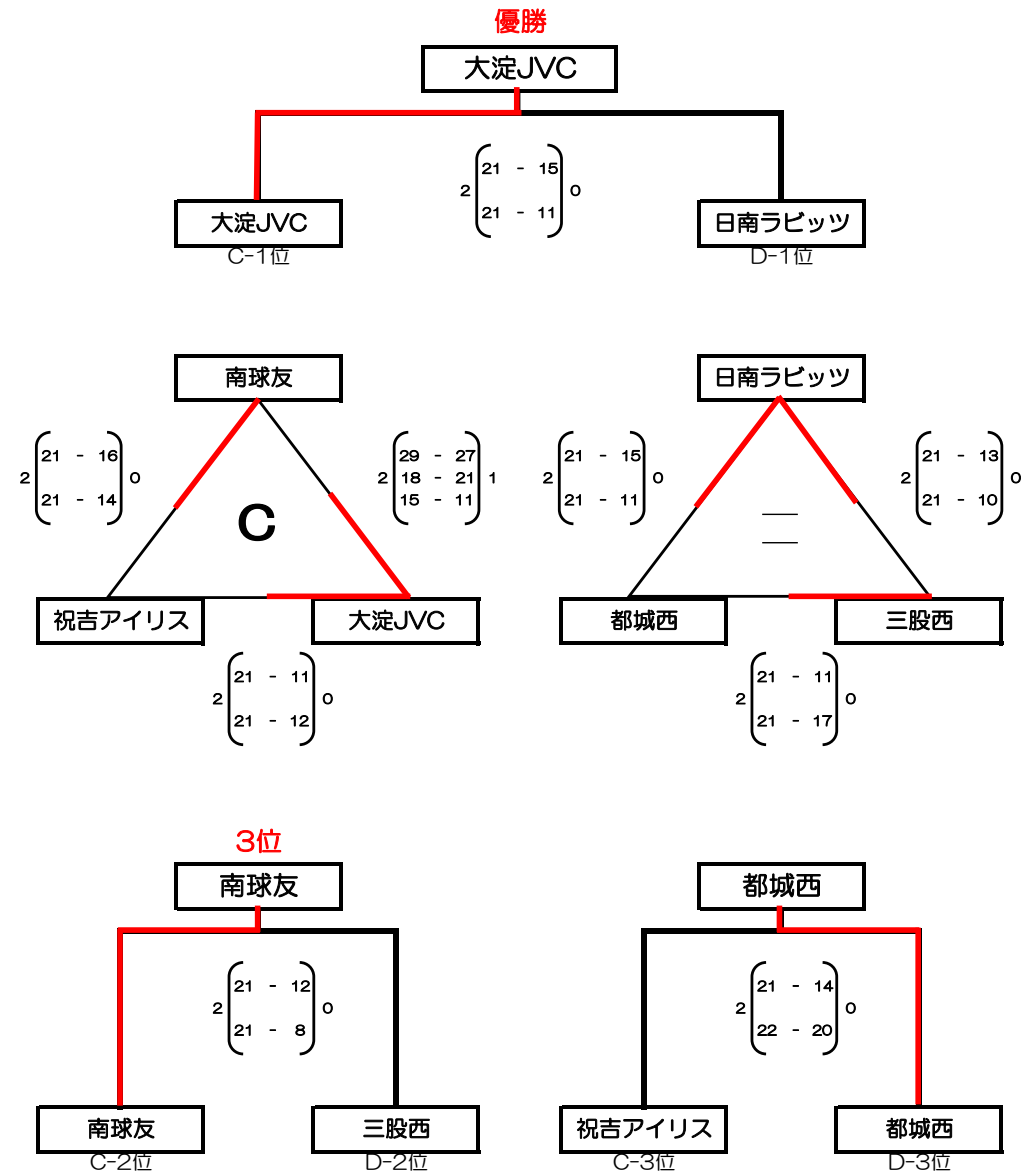 優勝
大淀JVC
21 - 15
2 0
21 - 11
大淀JVC 日南ラビッツ
C-1位 D-1位
南球友 日南ラビッツ
21 - 16 29 - 27 21 - 15 21 - 13
2 0 2 18 - 21 1 2 0 2 0
21 - 14 15 - 11 21 - 11 21 - 10
C 二
祝吉アイリス 大淀JVC 都城西 三股西
21 - 11 21 - 11
2 0 2 0
21 - 12 21 - 17
3位
南球友 都城西
21 - 12 21 - 14
2 0 2 0
21 - 8 22 - 20
南球友 三股西 祝吉アイリス 都城西
C-2位 D-2位 C-3位 D-3位